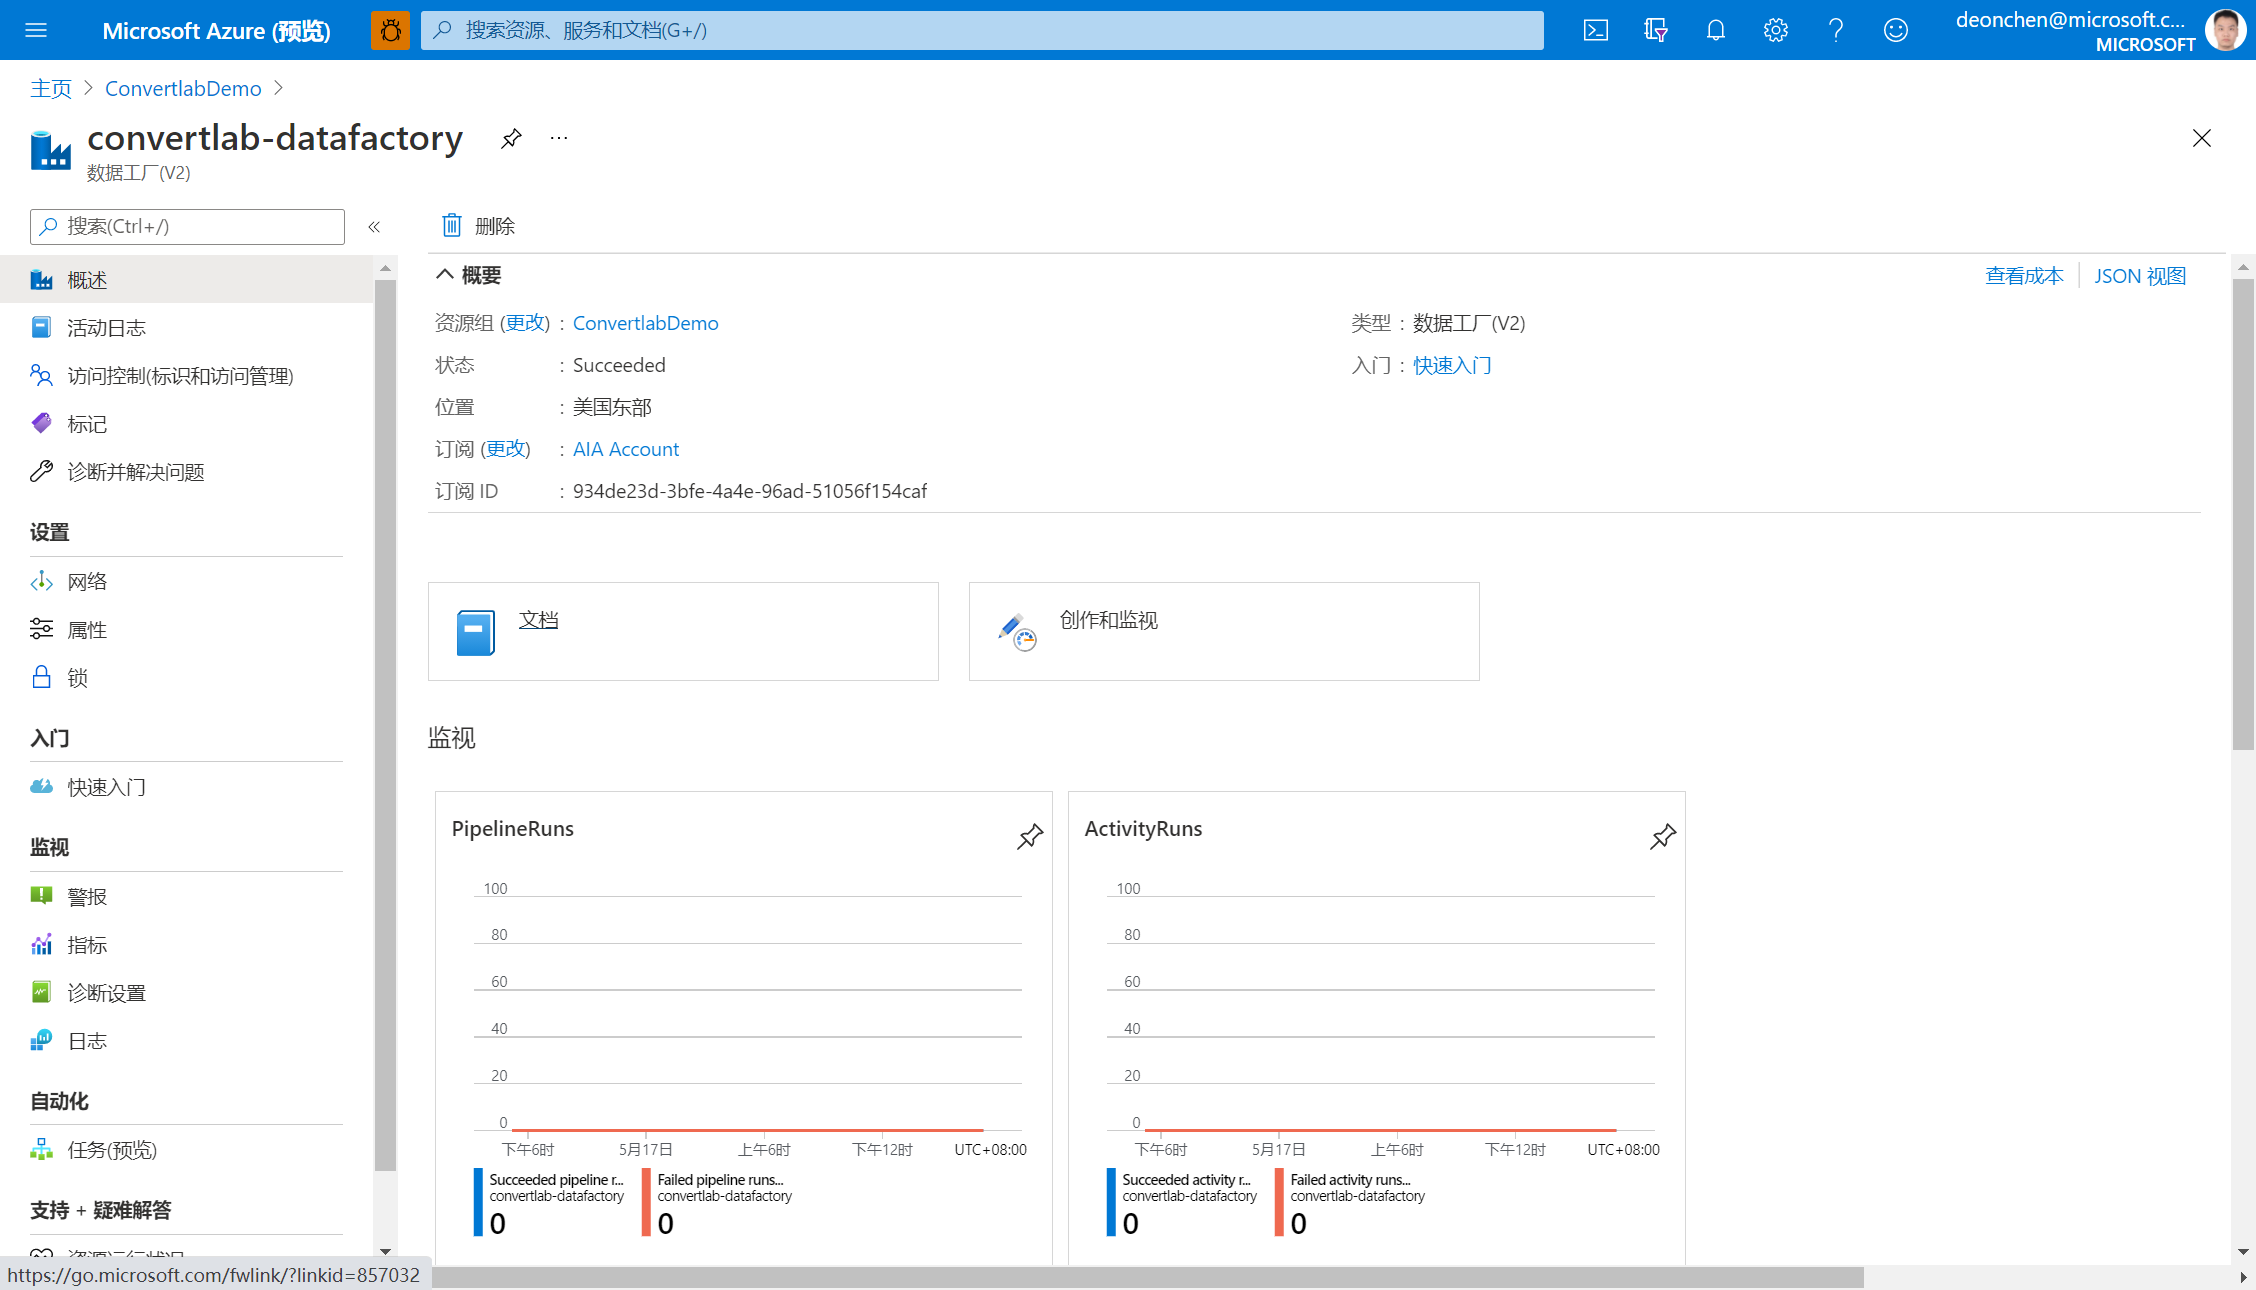 Microsoft Azure (预览)
搜索资源、服务和文档(G+/)
deonchen@microsoft.c...
MICROSOFT
主页 > ConvertlabDemo >
convertlab-datafactory
数据工厂(V2)
搜索(Ctrl+/)
概述
活动日志
访问控制(标识和访问管理)
标记
诊断并解决问题
设置
网络
属性
锁
入门
快速入门
监视
警报
指标
诊断设置
日志
自动化
任务(预览)
支持 + 疑难解答
资源运行状况
https://go.microsoft.com/fwlink/?linkid=857032
删除
概要
查看成本
JSON 视图
资源组 (更改) : ConvertlabDemo
状态 : Succeeded
位置 : 美国东部
订阅 (更改) : AIA Account
订阅 ID : 934de23d-3bfe-4a4e-96ad-51056f154caf
类型 : 数据工厂(V2)
入门 : 快速入门
文档
创作和监视
监视
PipelineRuns
100
80
60
40
20
0
下午6时 5月17日 上午6时 下午12时 UTC+08:00
Succeeded pipeline r...
convertlab-datafactory
0
Failed pipeline runs...
convertlab-datafactory
0
ActivityRuns
100
80
60
40
20
0
下午6时 5月17日 上午6时 下午12时 UTC+08:00
Succeeded activity r...
convertlab-datafactory
0
Failed activity runs...
convertlab-datafactory
0